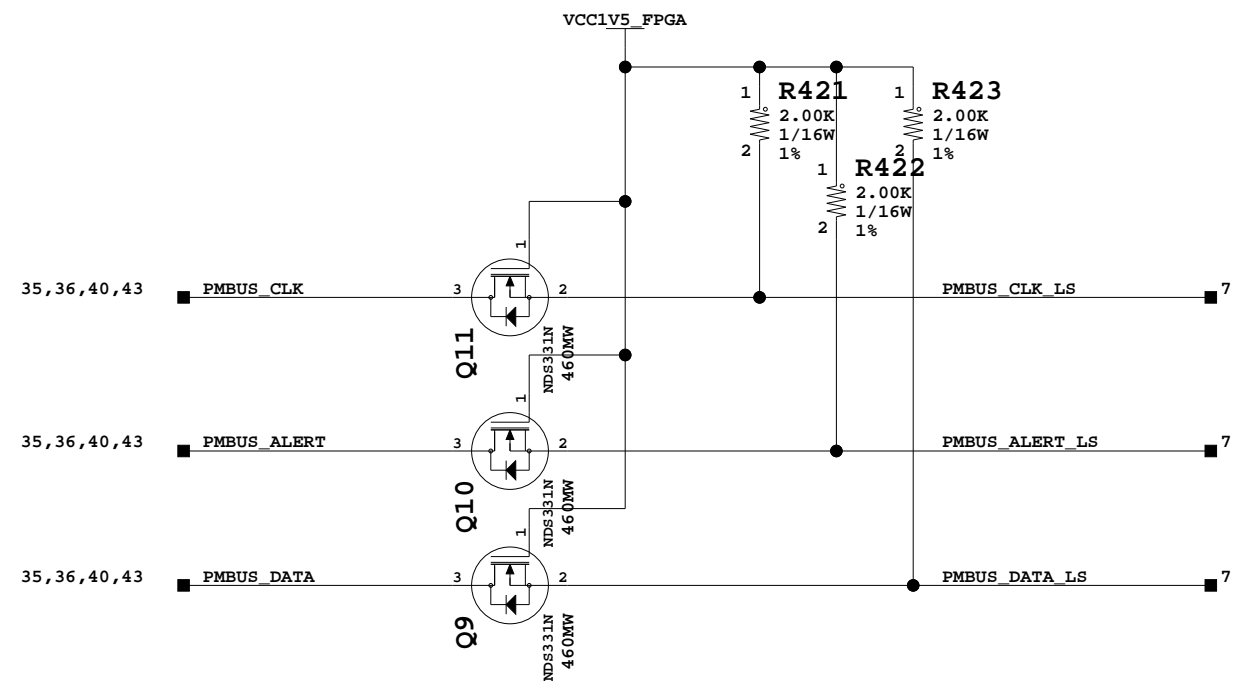 VCC1V5_FPGA
1
R421
2.00K
1/16W
1%
2
1
R423
2.00K
1/16W
1%
2
1
R422
2.00K
1/16W
1%
2
35,36,40,43
PMBUS_CLK
3
1
2
Q11
NDS331N
460MW
PMBUS_CLK_LS
7
35,36,40,43
PMBUS_ALERT
3
1
2
Q10
NDS331N
460MW
PMBUS_ALERT_LS
7
35,36,40,43
PMBUS_DATA
3
1
2
Q9
NDS331N
460MW
PMBUS_DATA_LS
7